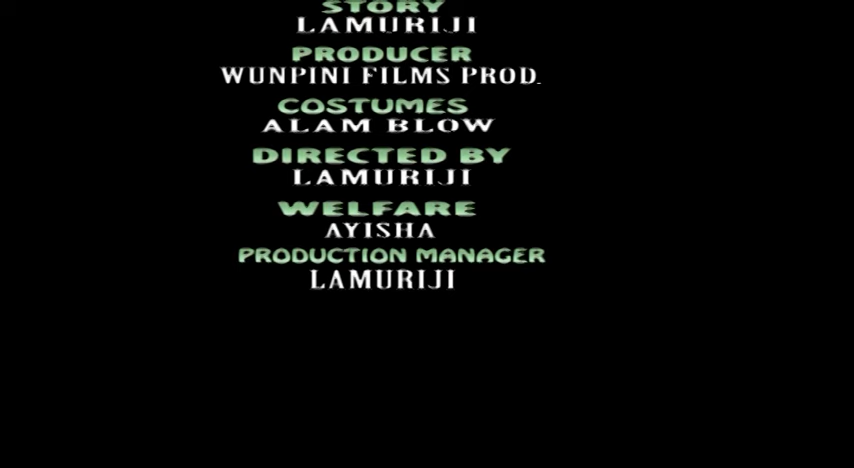 STORY
LAMURIJI
PRODUCER
WUNPINI FILMS PROD.
COSTUMES
ALAM BLOW
DIRECTED BY
LAMURIJI
WELFARE
AYISHA
PRODUCTION MANAGER
LAMURIJI